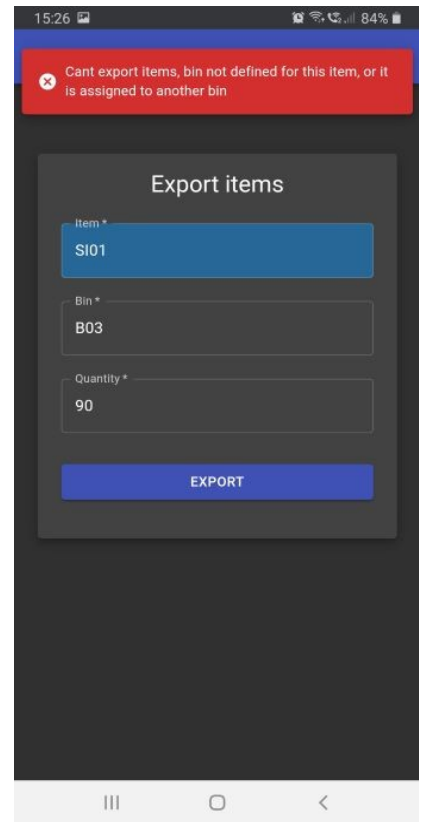 15:26 84%
Cant export items, bin not defined for this item, or it
is assigned to another bin
Export items
Item *
SI01
Bin *
B03
Quantity *
90
EXPORT